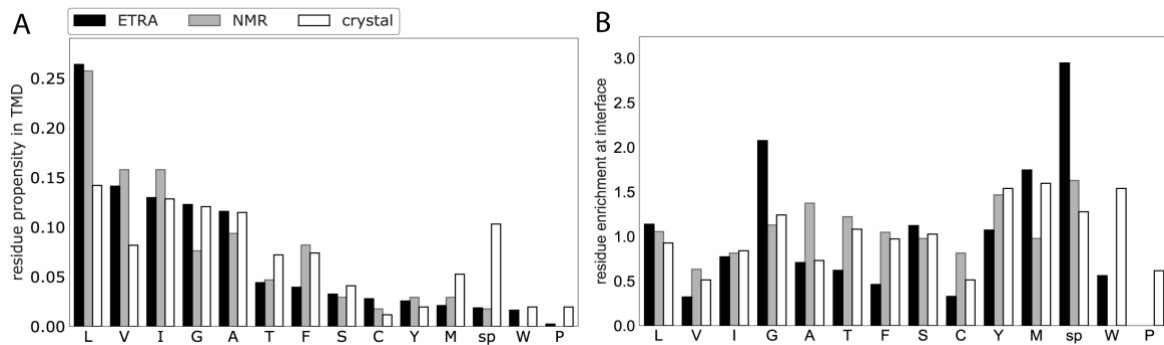 A
ETRA NMR crystal
residue propensity in TMD
0.25
0.20
0.15
0.10
0.05
0.00
L V I G A T F S C Y M sp W P
B
residue enrichment at interface
3.0
2.5
2.0
1.5
1.0
0.5
0.0
L V I G A T F S C Y M sp W P